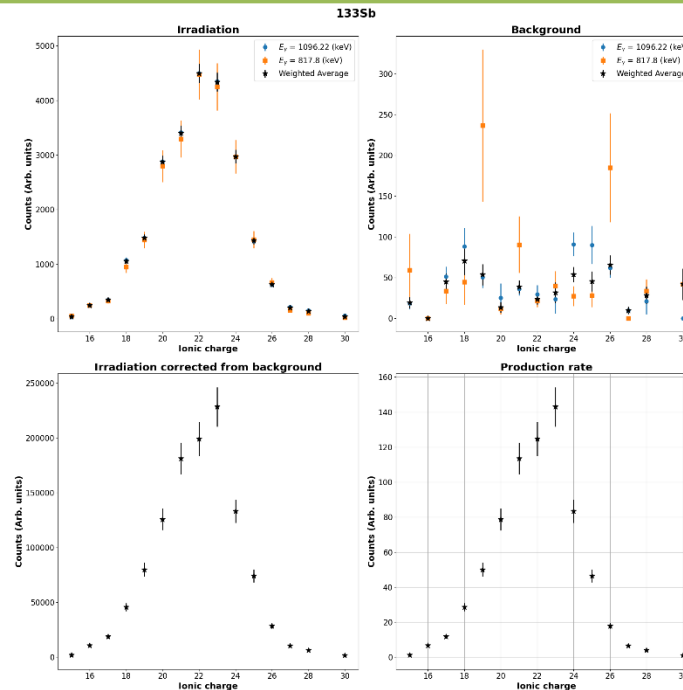 133Sb
Irradiation
Eγ = 1096.22 (keV)
Eγ = 817.8 (keV)
Weighted Average
Counts (Arb. units)
5000
4000
3000
2000
1000
0
16 18 20 22 24 26 28 30
Ionic charge
Background
Eγ = 1096.22 (keV)
Eγ = 817.8 (keV)
Weighted Average
Counts (Arb. units)
300
250
200
150
100
50
0
16 18 20 22 24 26 28
Ionic charge
Irradiation corrected from background
Counts (Arb. units)
250000
200000
150000
100000
50000
0
16 18 20 22 24 26 28 30
Ionic charge
Production rate
Counts (Arb. units)
160
140
120
100
80
60
40
20
0
16 18 20 22 24 26 28
Ionic charge